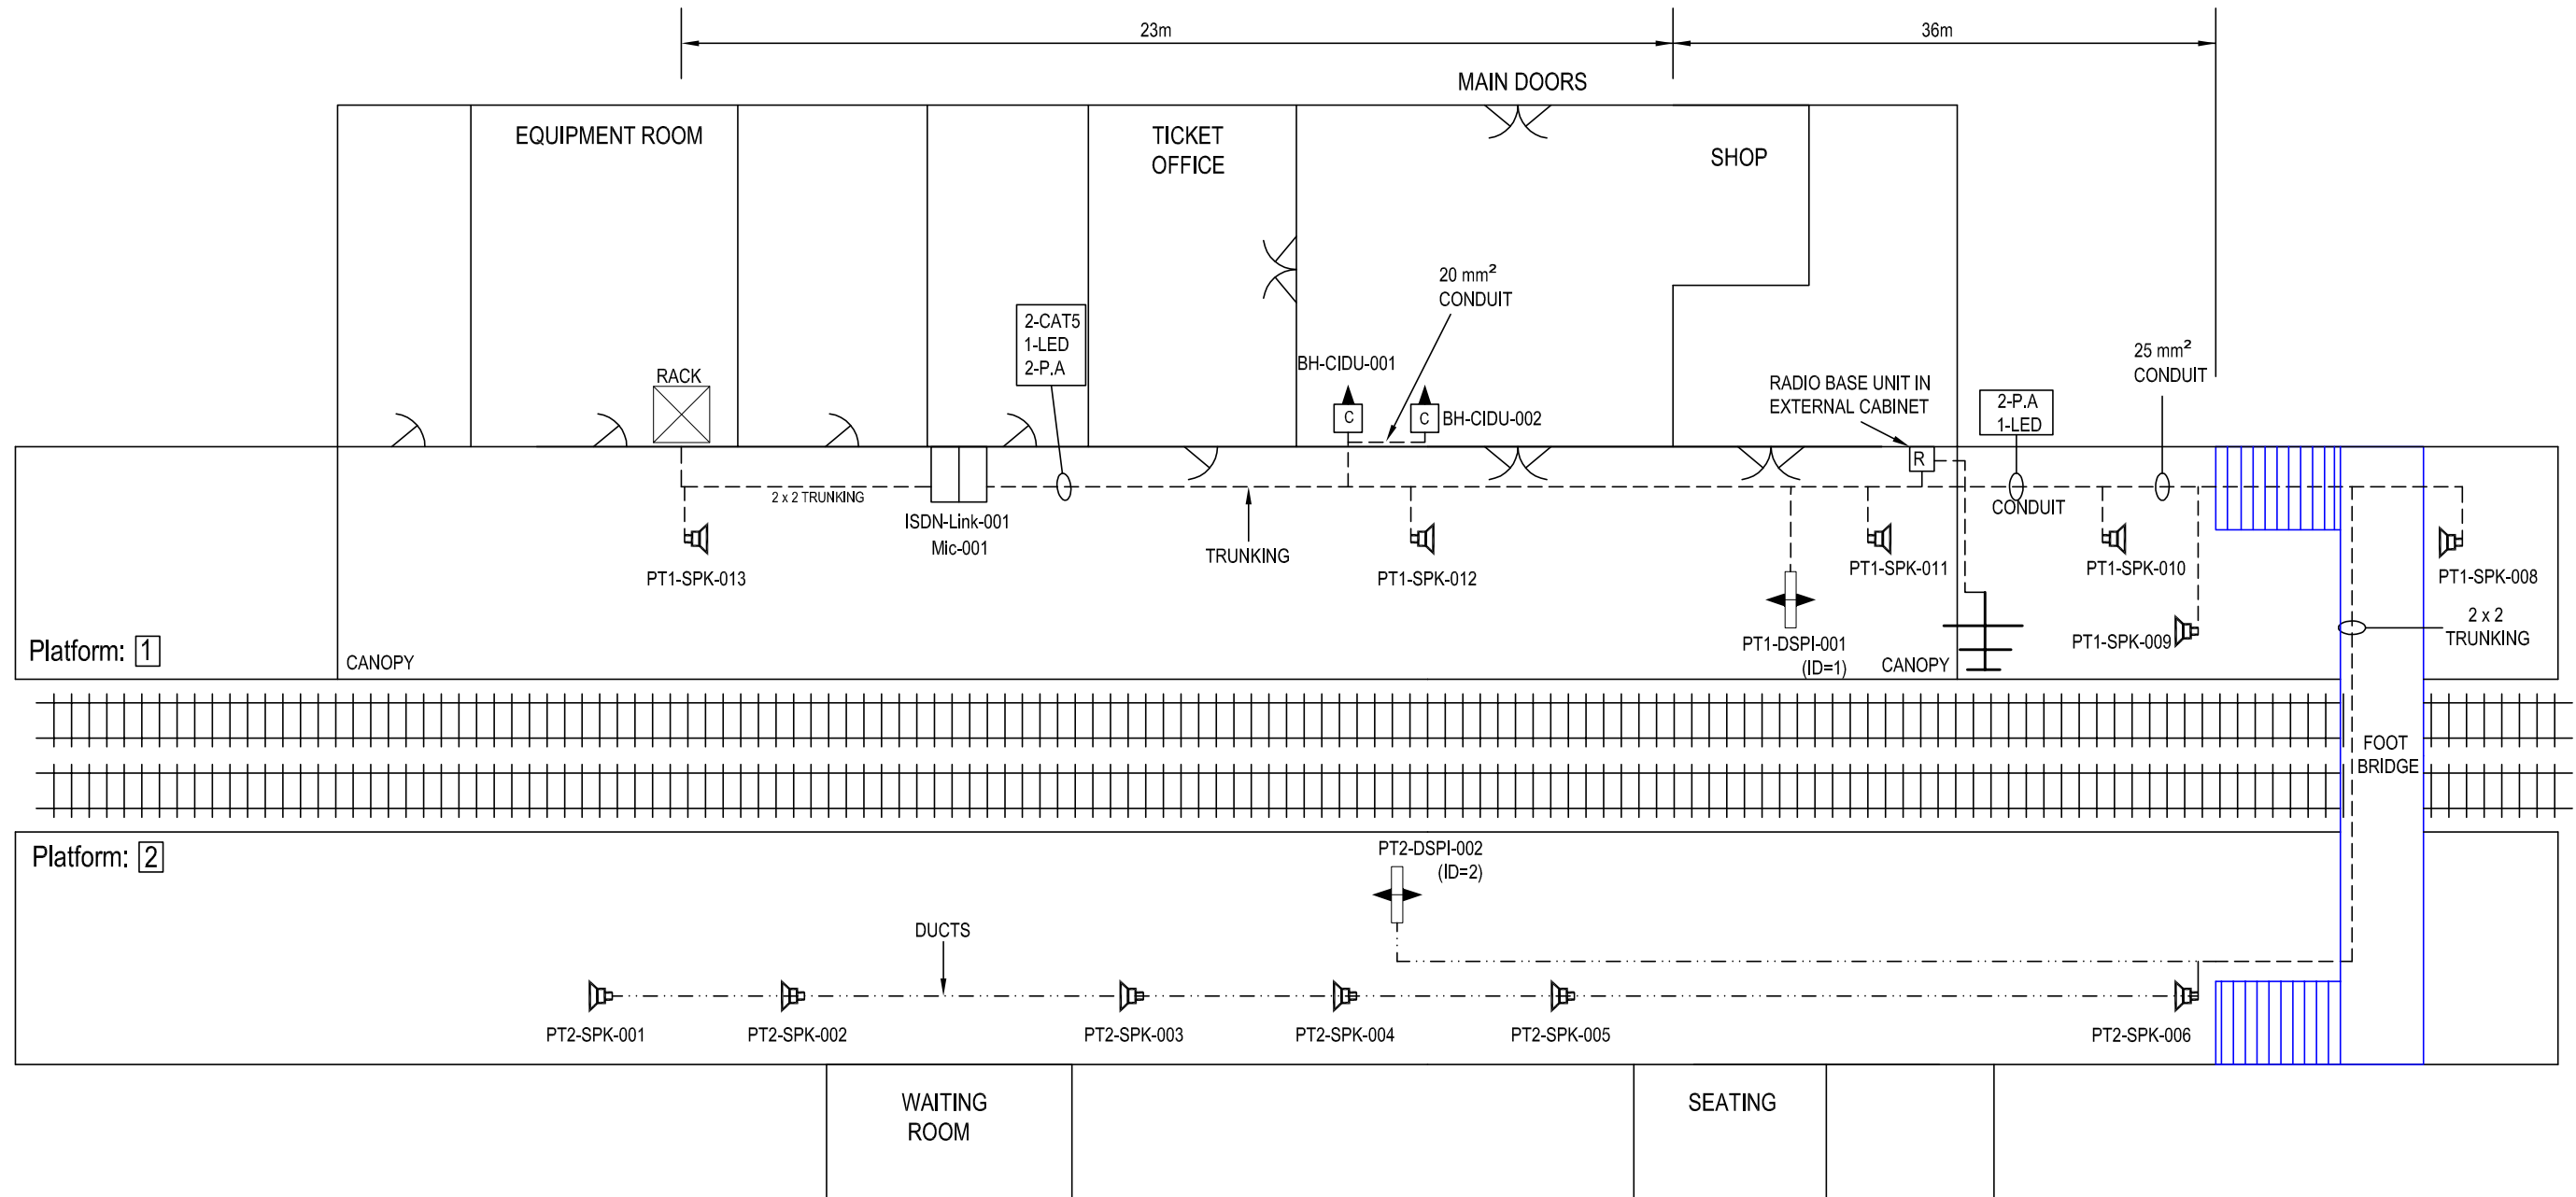 23m
36m
MAIN DOORS
EQUIPMENT ROOM
TICKET
OFFICE
SHOP
20 mm²
CONDUIT
2-CAT5
1-LED
2-P.A
BH-CIDU-001
25 mm²
CONDUIT
RACK
RADIO BASE UNIT IN
EXTERNAL CABINET
2-P.A
1-LED
C
C
BH-CIDU-002
R
2 x 2 TRUNKING
CONDUIT
ISDN-Link-001
Mic-001
TRUNKING
PT1-SPK-013
PT1-SPK-012
PT1-SPK-011
PT1-SPK-010
PT1-SPK-008
2 x 2
TRUNKING
PT1-DSPI-001
(ID=1)
PT1-SPK-009
Platform: 1
CANOPY
CANOPY
FOOT
BRIDGE
Platform: 2
PT2-DSPI-002
(ID=2)
DUCTS
PT2-SPK-001
PT2-SPK-002
PT2-SPK-003
PT2-SPK-004
PT2-SPK-005
PT2-SPK-006
WAITING
ROOM
SEATING